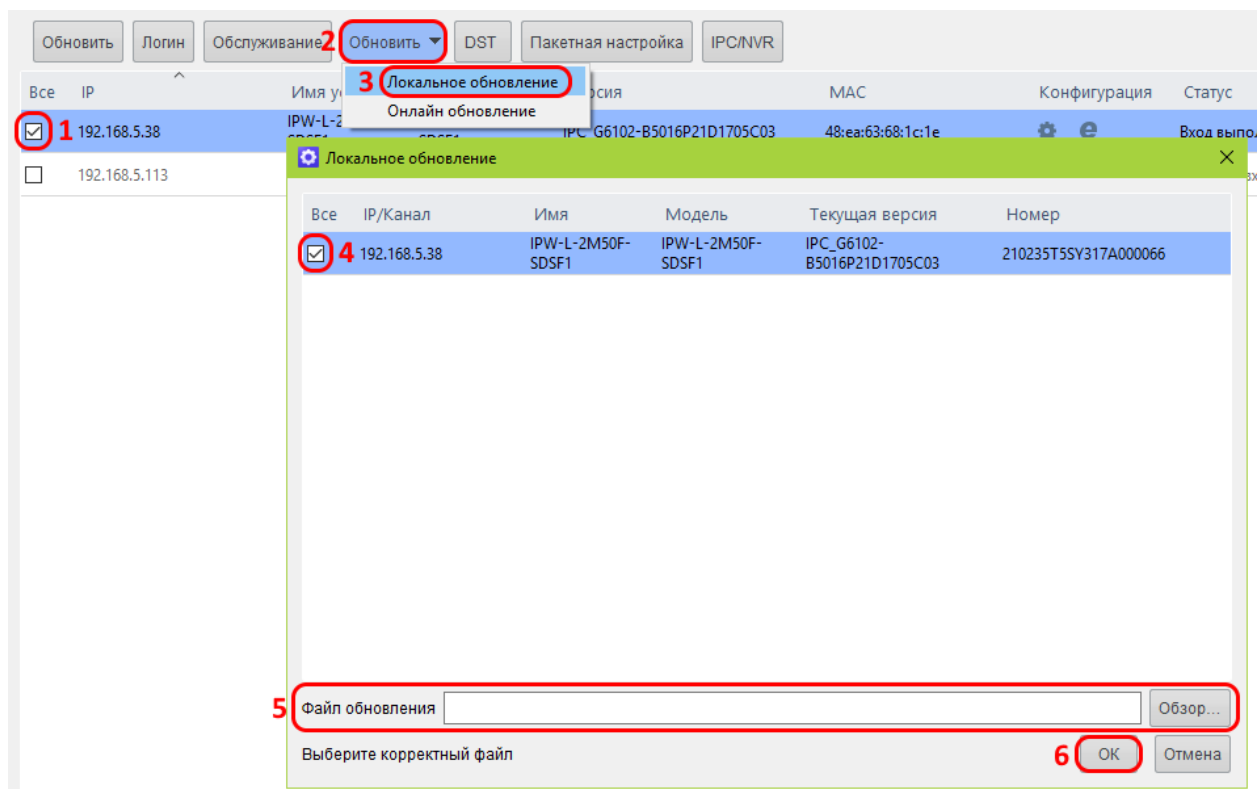 Обновить Логин Обслуживание 2 Обновить DST Пакетная настройка IPC/NVR
3 Локальное обновление
Онлайн обновление
Все IP MAC Конфигурация Статус
1 192.168.5.38 IPC_G6102-B5016P21D1705C03 48:ea:63:68:1c:1e Вход
192.168.5.113
Локальное обновление
Все IP/Канал Имя Модель Текущая версия Номер
4 192.168.5.38 IPW-L-2M50F- IPW-L-2M50F- IPC_G6102- 210235T5SY317A000066
SDSF1 SDSF1 B5016P21D1705C03
5 Файл обновления Обзор...
Выберите корректный файл 6 OK Отмена